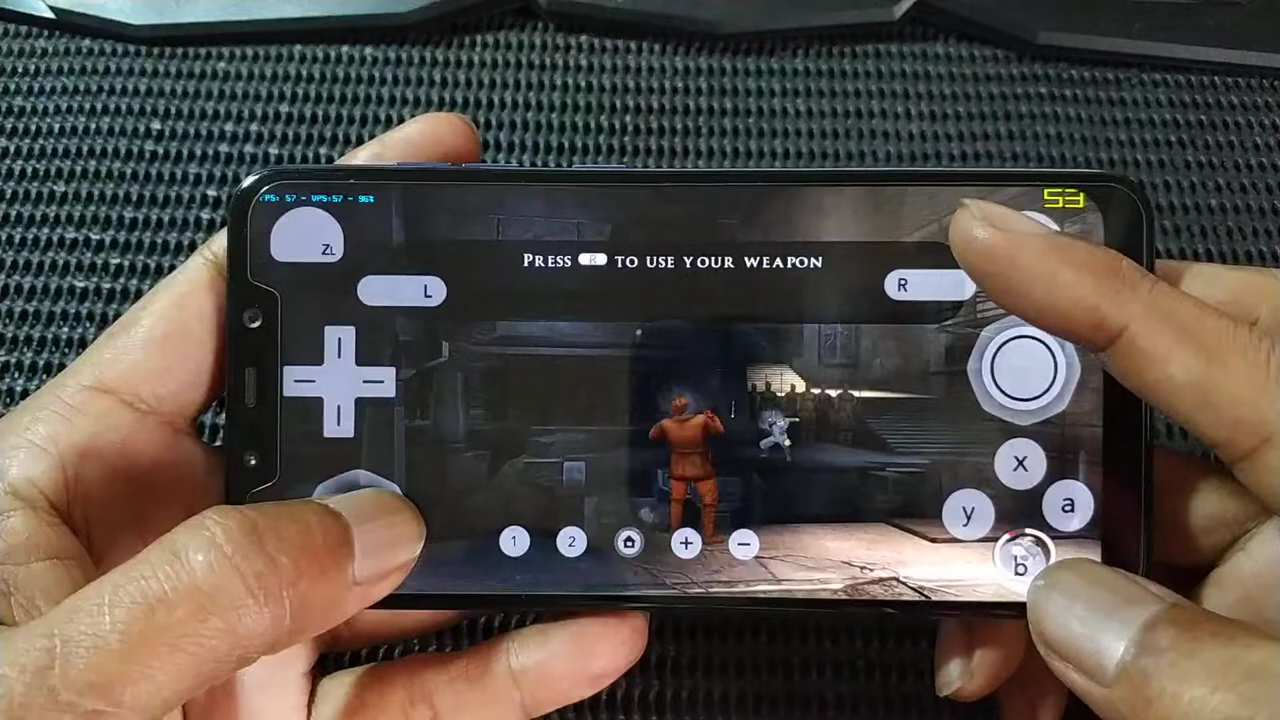 FPS: 57 - VPS:57 - 96%
53
ZL
PRESS R TO USE YOUR WEAPON
L
R
x
y
a
1
2
+
−
b